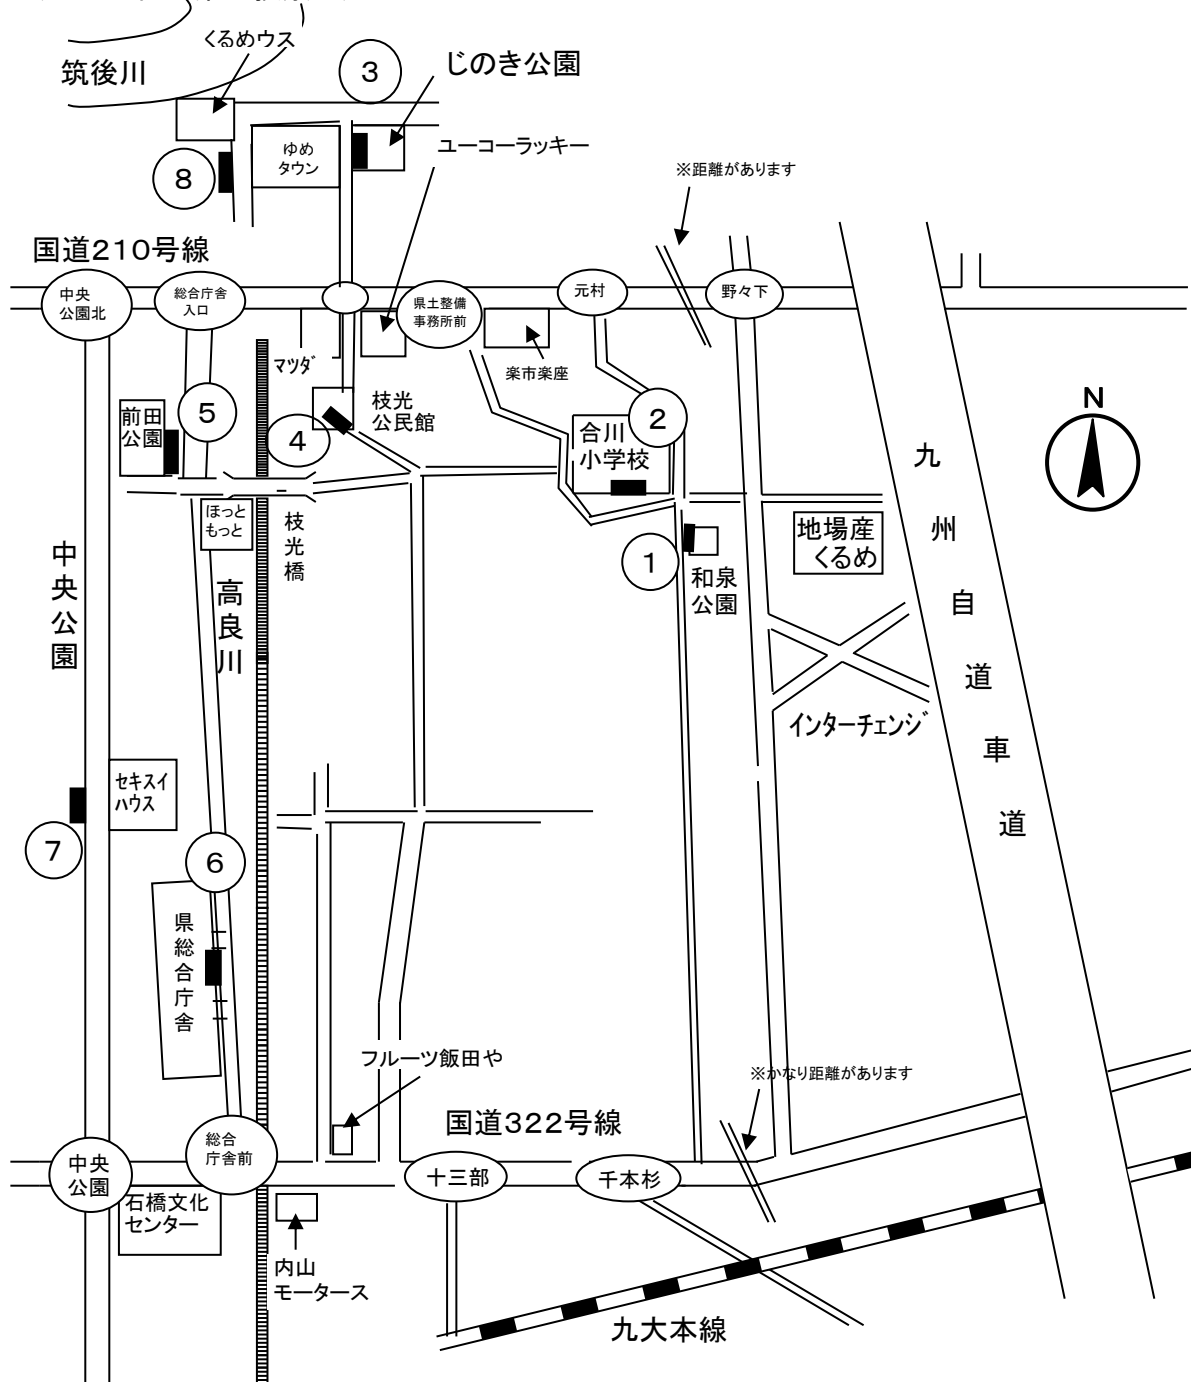 くるめウス
筑後川
③
じのき公園
ゆめ
タウン
ユーコーラッキー
⑧
※距離があります
国道210号線
中央
公園北
総合庁舎
入口
県土整備
事務所前
元村
野々下
マツダ
楽市楽座
枝光
公民館
前田
公園
⑤
④
②
合川
小学校
N
ほっと
もっと
枝光橋
①
和泉
公園
地場産
くるめ
九州自動車道
中央公園
高良川
インターチェンジ
セキスイ
ハウス
⑦
⑥
県総合庁舎
フルーツ飯田や
※かなり距離があります
国道322号線
中央
公園
総合
庁舎前
十三部
千本杉
石橋文化
センター
内山
モータース
九大本線